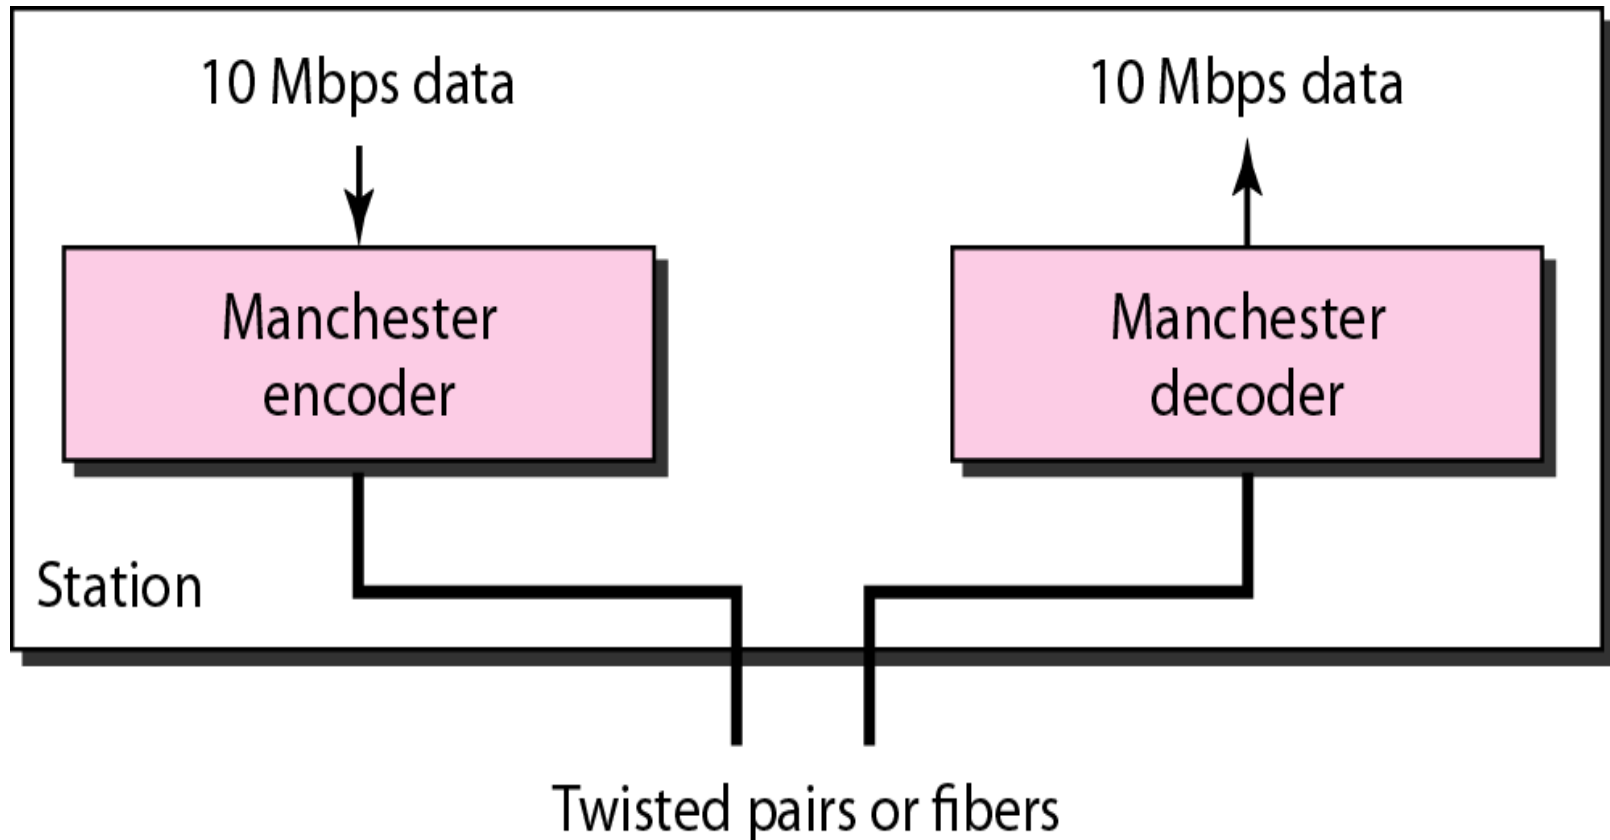 10 Mbps data
10 Mbps data
Manchester
encoder
Manchester
decoder
Station
Twisted pairs or fibers